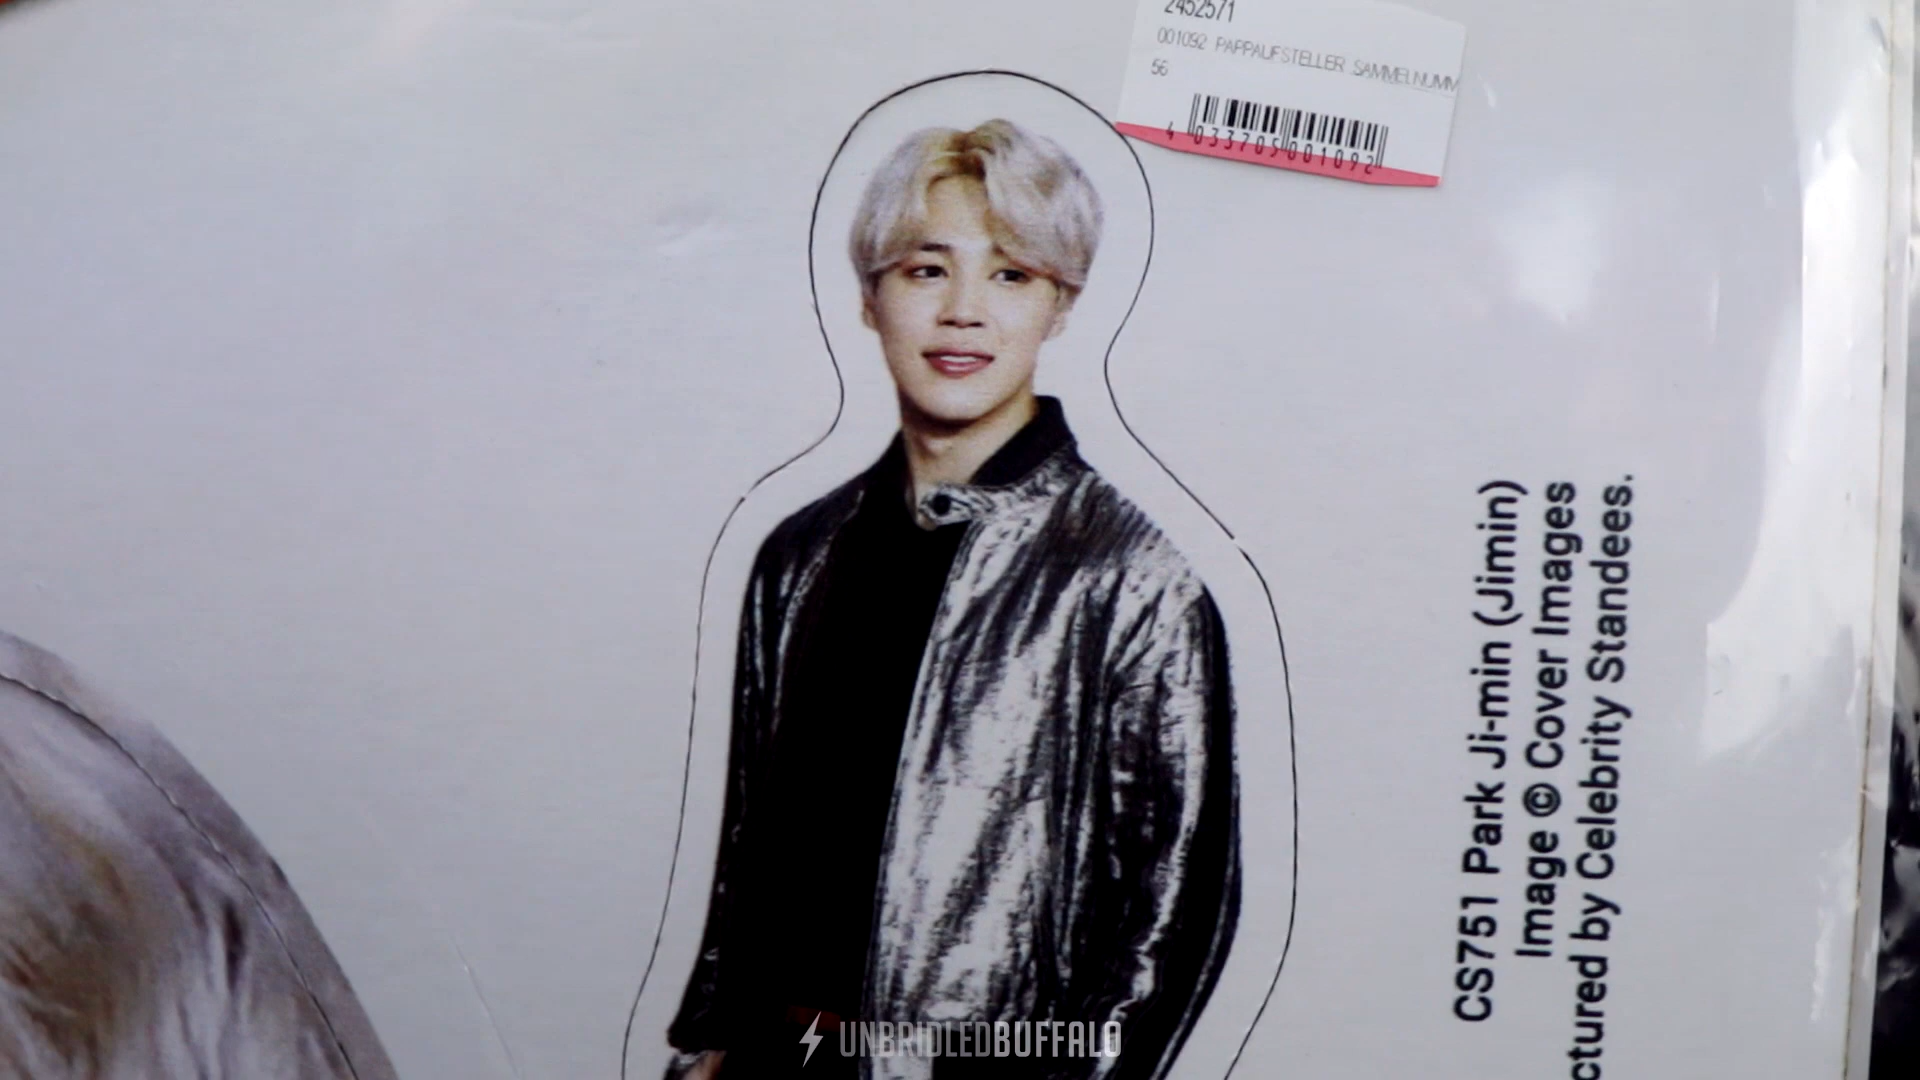 2452571
001092 PAPPAUFSTELLER SAMMELNUMM
56
4 033705 001092
CS751 Park Ji-min (Jimin)
Image © Cover Images
ctured by Celebrity Standees.
UNBRIDLEDBUFFALO